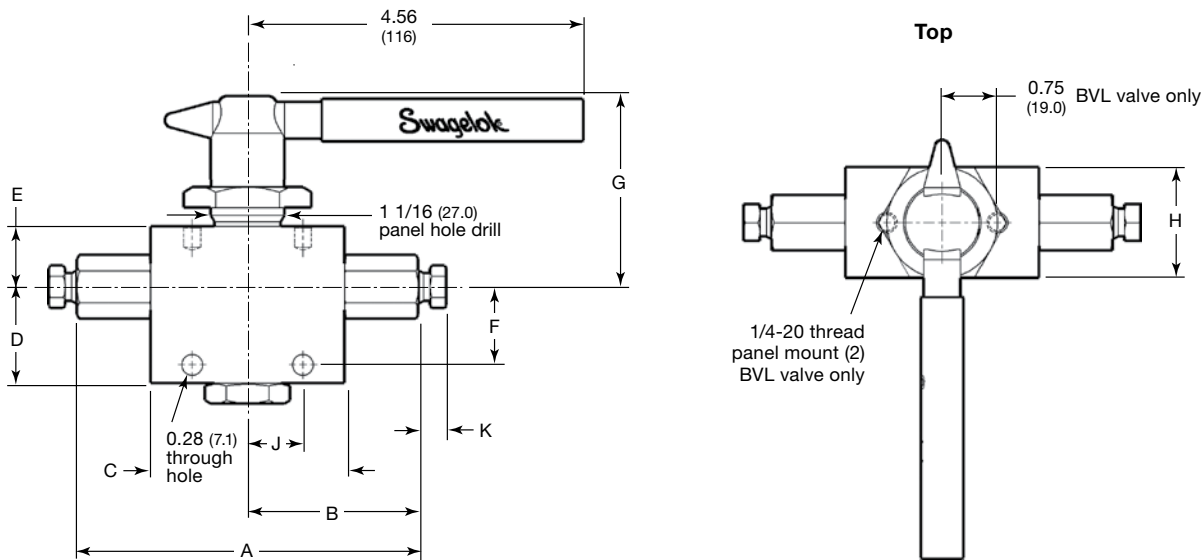 4.56
(116)
Top
0.75
(19.0)
BVL valve only
Swagelok
E
G
1 1/16 (27.0)
panel hole drill
H
D
F
1/4-20 thread
panel mount (2)
BVL valve only
0.28 (7.1)
through
hole
C
J
K
B
A